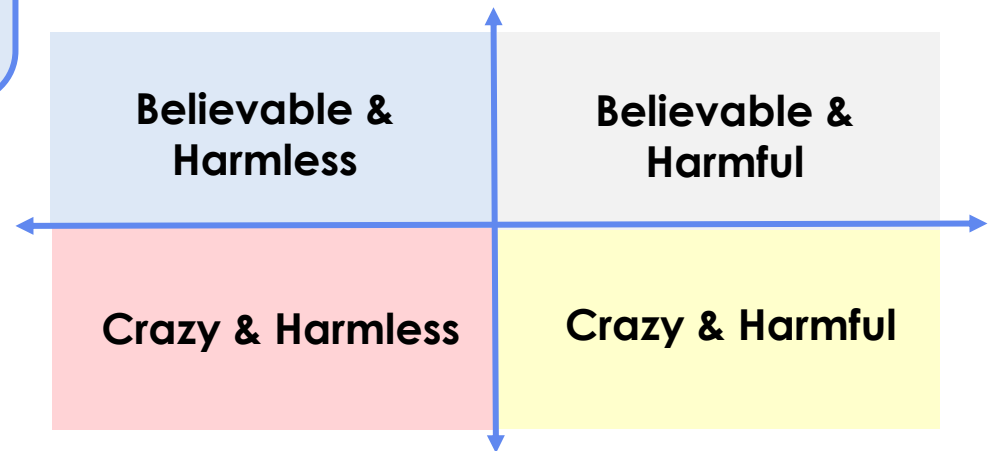 Believable &
Harmless
Believable &
Harmful
Crazy & Harmless
Crazy & Harmful